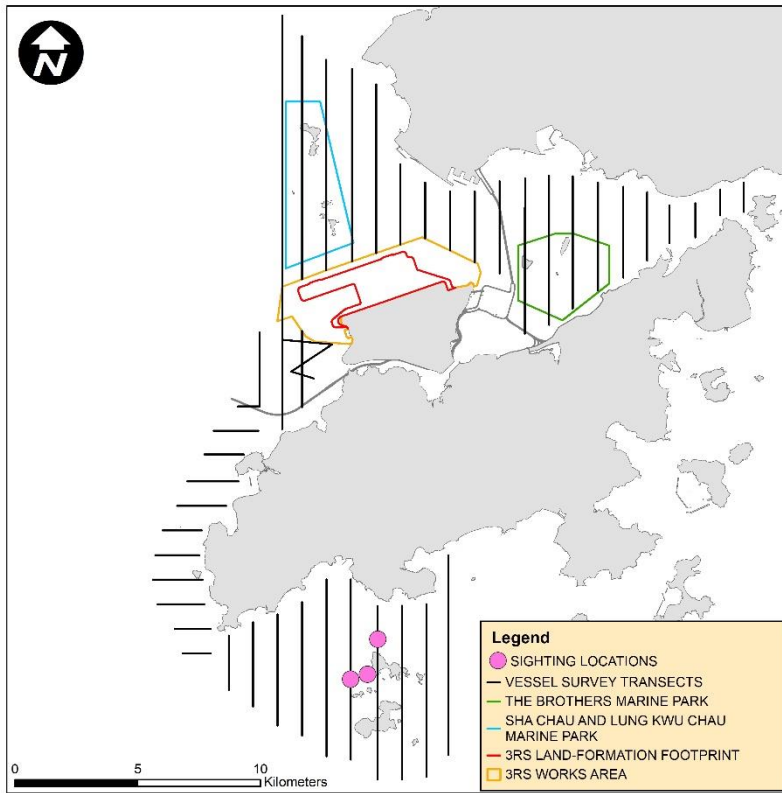 N
Legend
SIGHTING LOCATIONS
VESSEL SURVEY TRANSECTS
THE BROTHERS MARINE PARK
SHA CHAU AND LUNG KWU CHAU
MARINE PARK
3RS LAND-FORMATION FOOTPRINT
3RS WORKS AREA
0 5 10
Kilometers